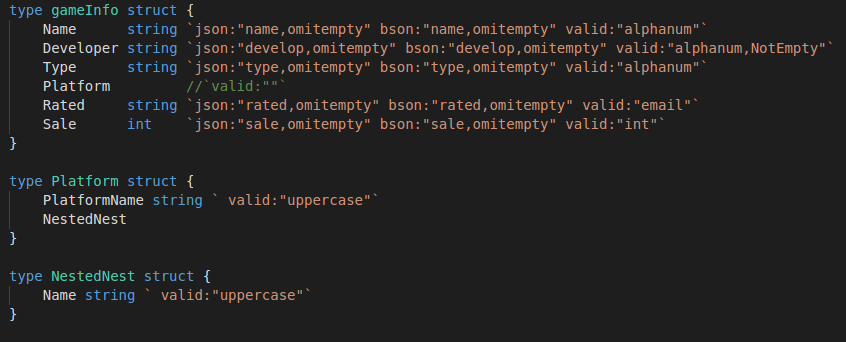 type gameInfo struct {
    Name      string `json:"name,omitempty" bson:"name,omitempty" valid:"alphanum"`
    Developer string `json:"develop,omitempty" bson:"develop,omitempty" valid:"alphanum,NotEmpty"`
    Type      string `json:"type,omitempty" bson:"type,omitempty" valid:"alphanum"`
    Platform         //`valid:""`
    Rated     string `json:"rated,omitempty" bson:"rated,omitempty" valid:"email"`
    Sale      int    `json:"sale,omitempty" bson:"sale,omitempty" valid:"int"`
}

type Platform struct {
    PlatformName string ` valid:"uppercase"`
    NestedNest
}

type NestedNest struct {
    Name string ` valid:"uppercase"`
}